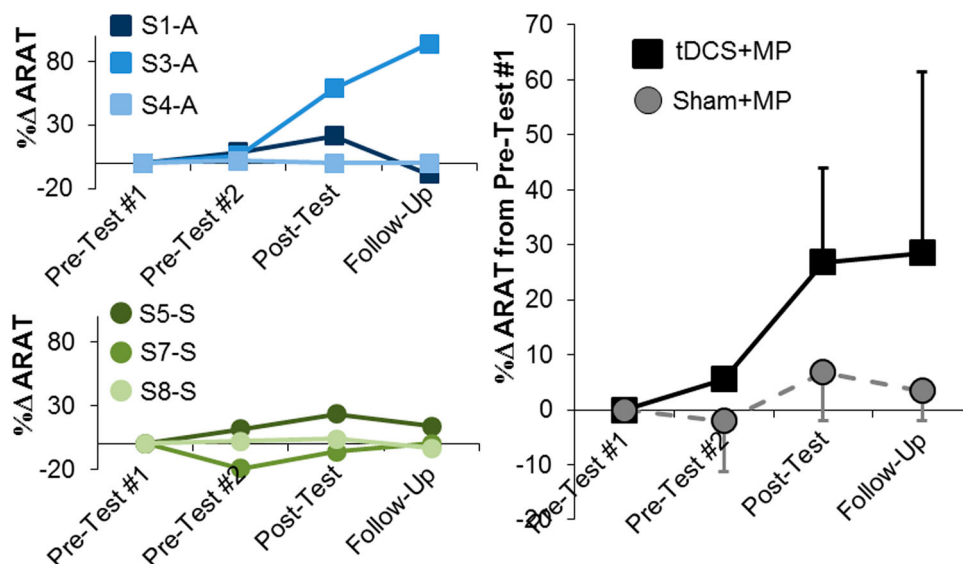 %Δ ARAT
80
30
-20
S1-A
S3-A
S4-A
Pre-Test #1
Pre-Test #2
Post-Test
Follow-Up
%Δ ARAT
80
30
-20
S5-S
S7-S
S8-S
Pre-Test #1
Pre-Test #2
Post-Test
Follow-Up
%Δ ARAT from Pre-Test #1
70
60
50
40
30
20
10
0
-10
-20
tDCS+MP
Sham+MP
Pre-Test #1
Pre-Test #2
Post-Test
Follow-Up